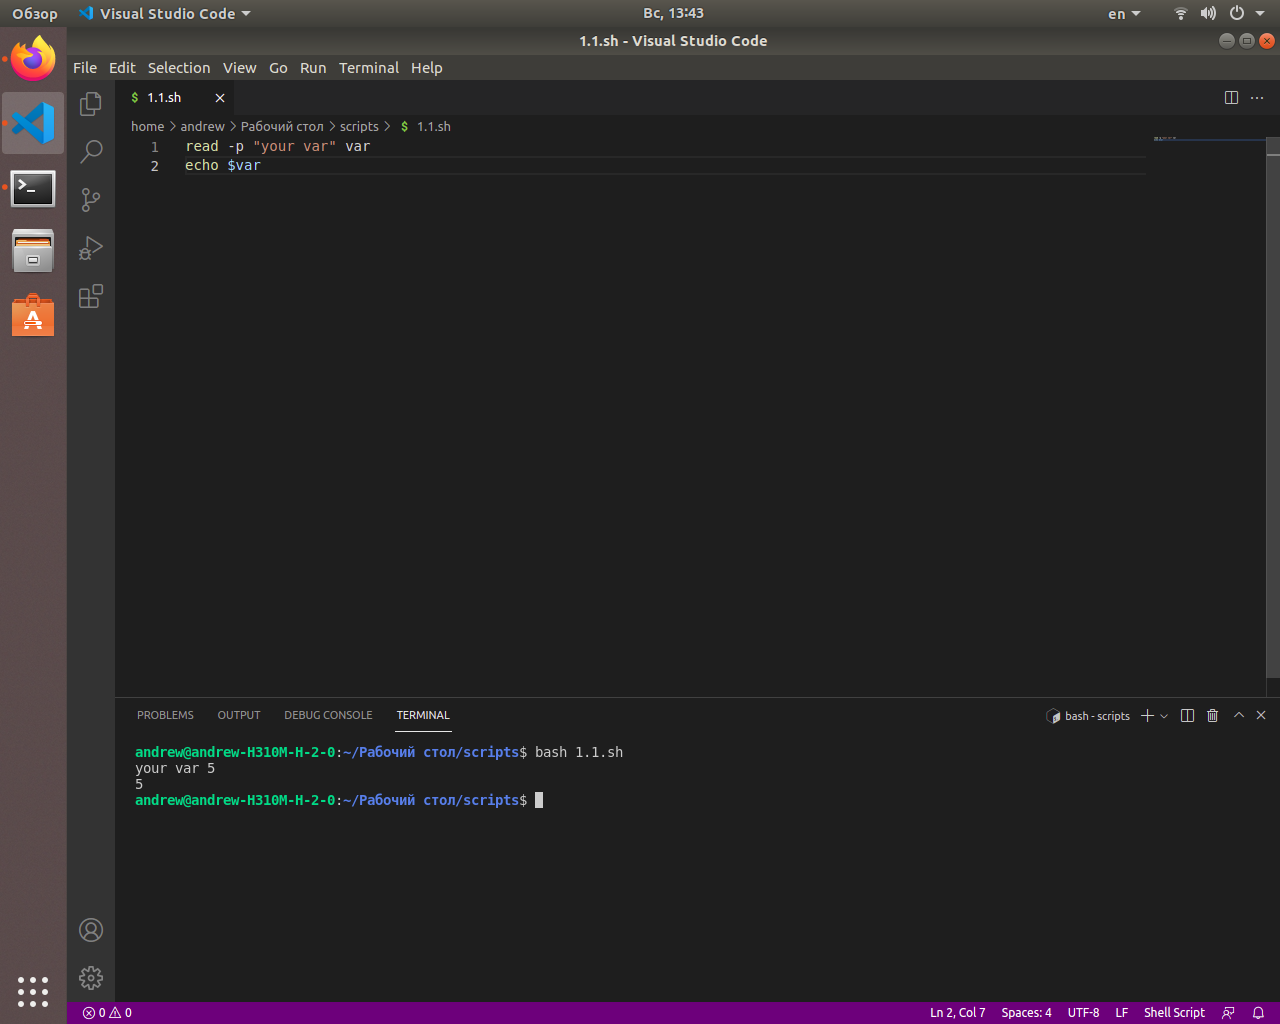 Обзор Visual Studio Code Вс, 13:43 en
1.1.sh - Visual Studio Code
File Edit Selection View Go Run Terminal Help
$ 1.1.sh
home andrew Рабочий стол scripts $ 1.1.sh
1 read -p "your var" var
2 echo $var
PROBLEMS OUTPUT DEBUG CONSOLE TERMINAL bash - scripts
andrew@andrew-H310M-H-2-0:~/Рабочий стол/scripts$ bash 1.1.sh
your var 5
5
andrew@andrew-H310M-H-2-0:~/Рабочий стол/scripts$
0 0 Ln 2, Col 7 Spaces: 4 UTF-8 LF Shell Script